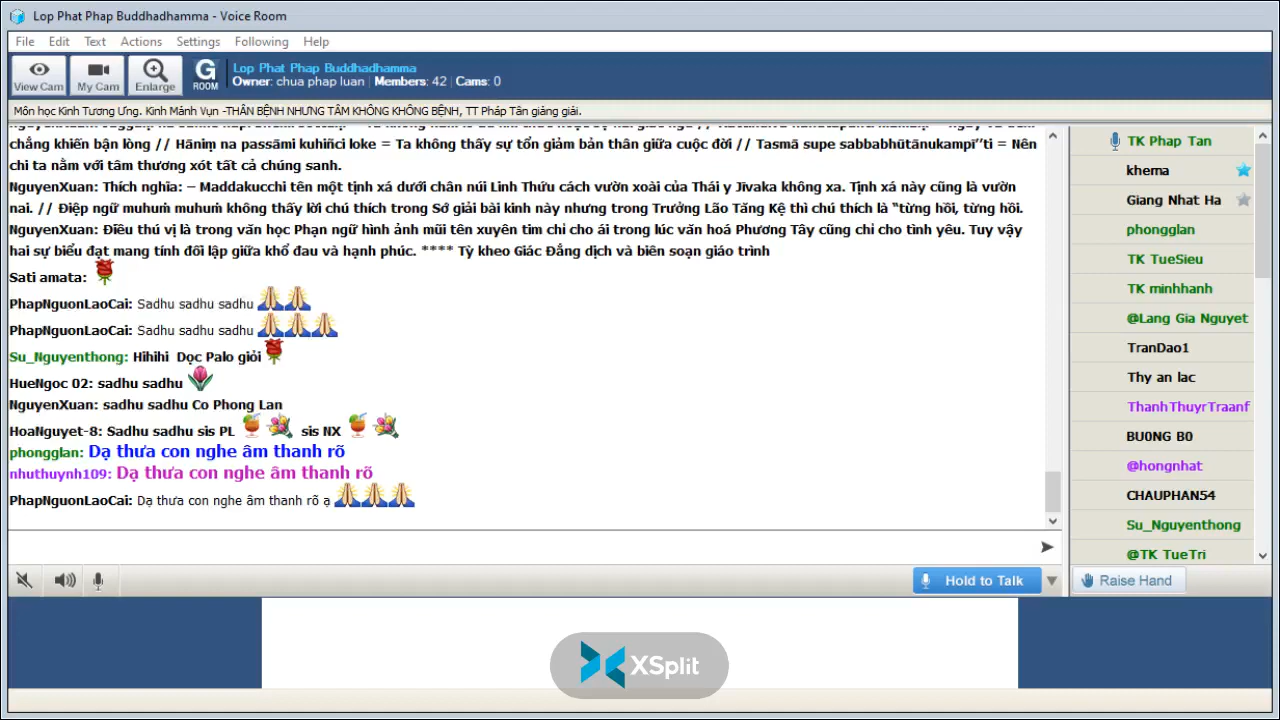 Lop Phat Phap Buddhadhamma - Voice Room
File Edit Text Actions Settings Following Help
View Cam My Cam Enlarge G ROOM
Lop Phat Phap Buddhadhamma
Owner: chua phap luan | Members: 42 | Cams: 0
Môn học Kinh Tương Ưng. Kinh Mảnh Vụn -THÂN BỆNH NHƯNG TÂM KHÔNG KHÔNG BỆNH, TT Pháp Tân giảng giải.
chẳng khiến bận lòng // Hāniṃ na passāmi kuhiñci loke = Ta không thấy sự tổn giảm bản thân giữa cuộc đời // Tasmā supe sabbabhūtānukampī’’ti = Nên
chi ta nằm với tâm thương xót tất cả chúng sanh.
NguyenXuan: Thích nghĩa: – Maddakucchi tên một tịnh xá dưới chân núi Linh Thứu cách vườn xoài của Thái y Jīvaka không xa. Tịnh xá này cũng là vườn
nai. // Điệp ngữ muhuṃ muhuṃ không thấy lời chú thích trong Sớ giải bài kinh này nhưng trong Trưởng Lão Tăng Kệ thì chú thích là “từng hồi, từng hồi.
NguyenXuan: Điều thú vị là trong văn học Phạn ngữ hình ảnh mũi tên xuyên tim chỉ cho ái trong lúc văn hoá Phương Tây cũng chỉ cho tình yêu. Tuy vậy
hai sự biểu đạt mang tính đối lập giữa khổ đau và hạnh phúc. **** Tỳ kheo Giác Đẳng dịch và biên soạn giáo trình
Sati amata:
PhapNguonLaoCai: Sadhu sadhu sadhu
PhapNguonLaoCai: Sadhu sadhu sadhu
Su_Nguyenthong: Hihihi Dọc Palo giỏi
HueNgoc 02: sadhu sadhu
NguyenXuan: sadhu sadhu Co Phong Lan
HoaNguyet-8: Sadhu sadhu sis PL sis NX
phongglan: Dạ thưa con nghe âm thanh rõ
nhuthuynh109: Dạ thưa con nghe âm thanh rõ
PhapNguonLaoCai: Dạ thưa con nghe âm thanh rõ ạ
TK Phap Tan
khema
Giang Nhat Ha
phongglan
TK TueSieu
TK minhhanh
@Lang Gia Nguyet
TranDao1
Thy an lac
ThanhThuyrTraanf
BU0NG B0
@hongnhat
CHAUPHAN54
Su_Nguyenthong
@TK TueTri
Hold to Talk
Raise Hand
XSplit